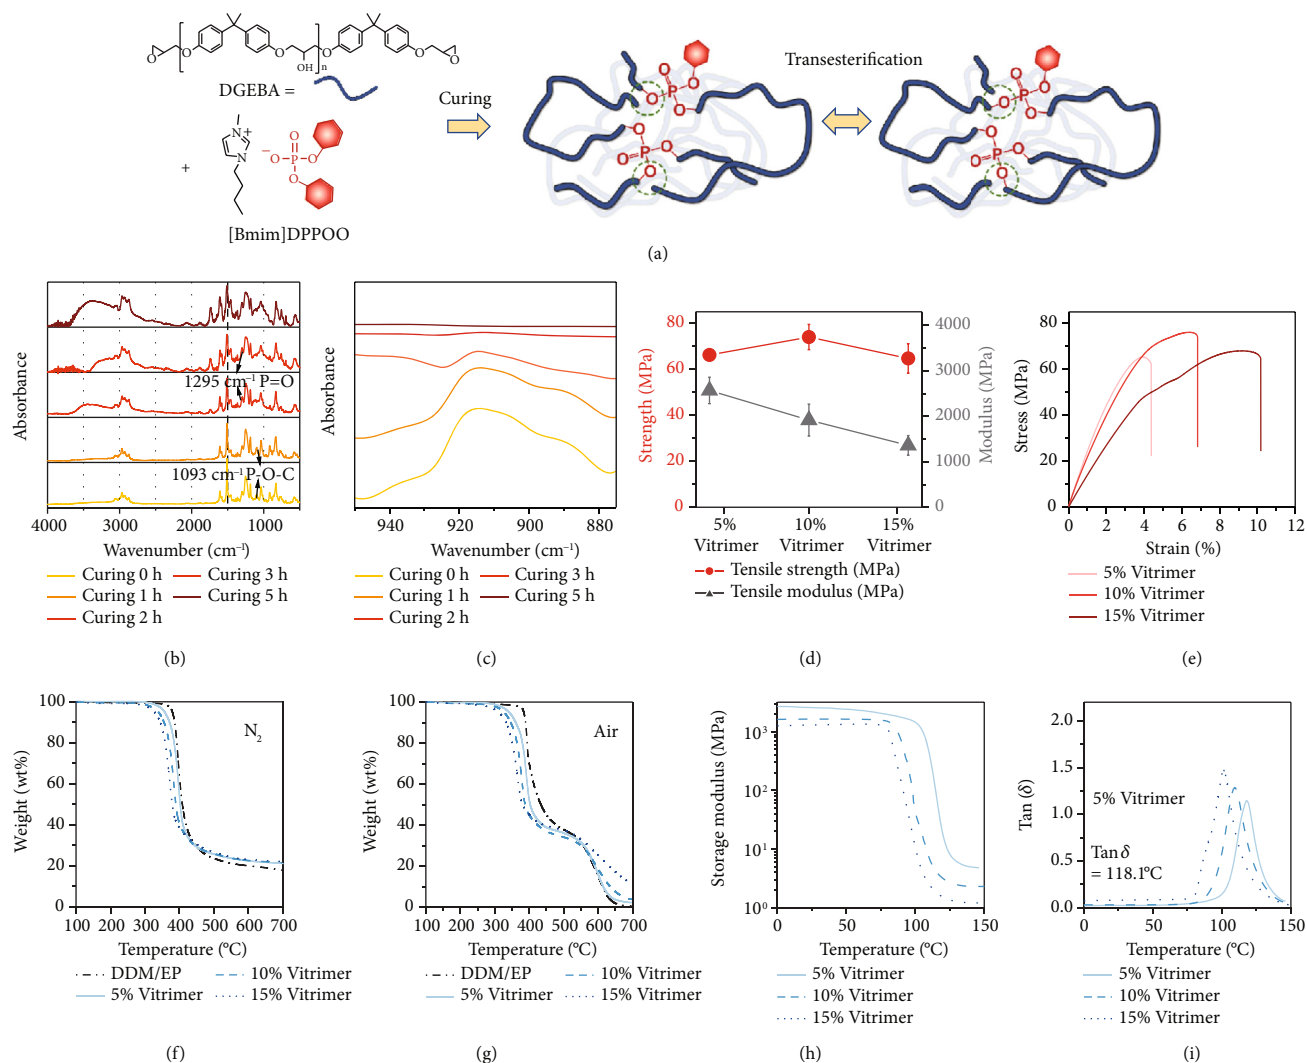 O
O
O
OH
n
O
O
O
DGEBA =
+
N
+
N
−
O
O
P
O
O
[Bmim]DPPOO
Curing
O
O
P
O
O
O
O
P
O
O
Transesterification
O
O
P
O
O
O
O
P
O
O
(a)
Absorbance
1295 cm⁻¹ P=O
1093 cm⁻¹ P-O-C
4000 3000 2000 1000
Wavenumber (cm⁻¹)
Curing 0 h
Curing 3 h
Curing 1 h
Curing 5 h
Curing 2 h
(b)
Absorbance
940 920 900 880
Wavenumber (cm⁻¹)
Curing 0 h
Curing 3 h
Curing 1 h
Curing 5 h
Curing 2 h
(c)
Strength (MPa)
80
60
40
20
0
Modulus (MPa)
4000
3000
2000
1000
0
5% 10% 15%
Vitrimer Vitrimer Vitrimer
Tensile strength (MPa)
Tensile modulus (MPa)
(d)
Stress (MPa)
80
60
40
20
0
0 2 4 6 8 10 12
Strain (%)
5% Vitrimer
10% Vitrimer
15% Vitrimer
(e)
Weight (wt%)
100
80
60
40
20
0
N₂
100 200 300 400 500 600 700
Temperature (°C)
DDM/EP
10% Vitrimer
5% Vitrimer
15% Vitrimer
(f)
Weight (wt%)
100
80
60
40
20
0
Air
100 200 300 400 500 600 700
Temperature (°C)
DDM/EP
10% Vitrimer
5% Vitrimer
15% Vitrimer
(g)
Storage modulus (MPa)
10³
10²
10¹
10⁰
0 50 100 150
Temperature (°C)
5% Vitrimer
10% Vitrimer
15% Vitrimer
(h)
Tan (δ)
2.0
1.5
1.0
0.5
0.0
5% Vitrimer
Tan δ
= 118.1°C
0 50 100 150
Temperature (°C)
5% Vitrimer
10% Vitrimer
15% Vitrimer
(i)